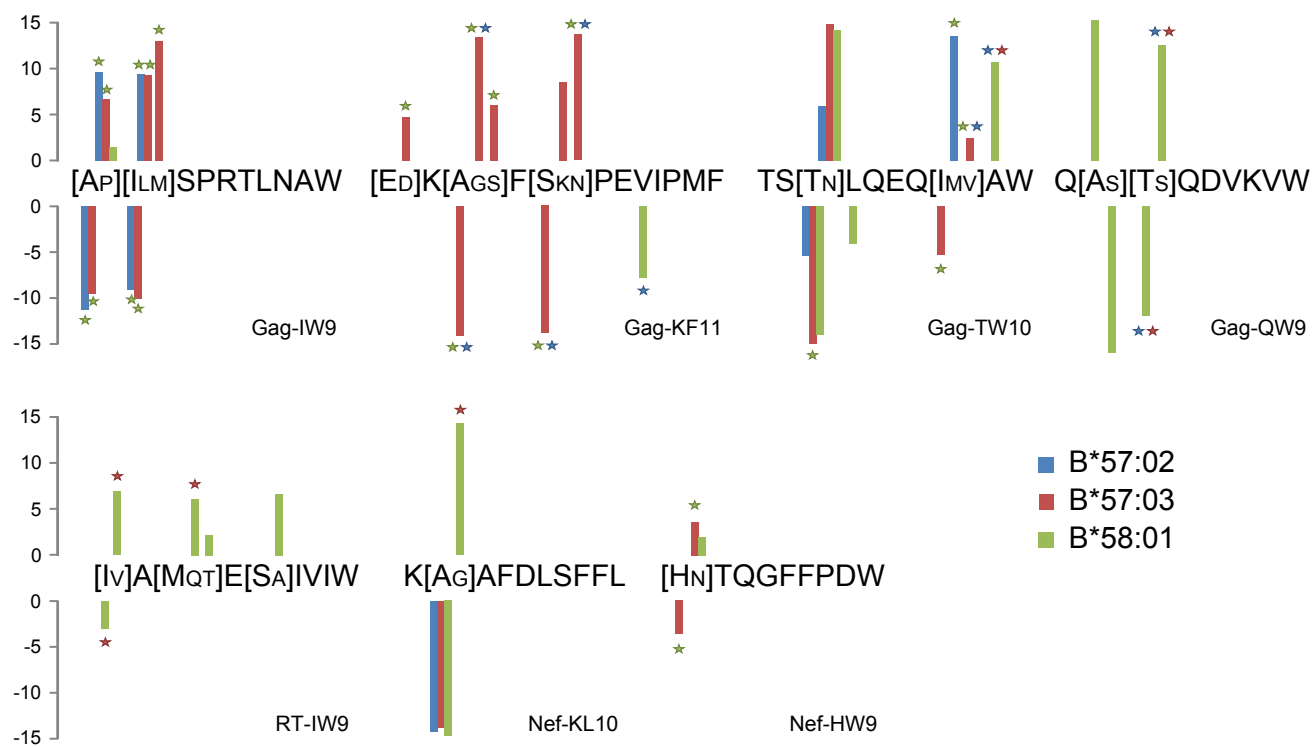 15
10
5
0
[AP][ILM]SPRTLNAW [ED]K[AGS]F[SKN]PEVIPMF TS[TN]LQEQ[IMV]AW Q[AS][TS]QDVKVW
0
-5
-10
-15
Gag-IW9 Gag-KF11 Gag-TW10 Gag-QW9
15
10
5
0
[IV]A[MQT]E[SA]IVIW K[AG]AFDLSFFL [HN]TQGFFPDW
0
-5
-10
-15
RT-IW9 Nef-KL10 Nef-HW9
B*57:02
B*57:03
B*58:01